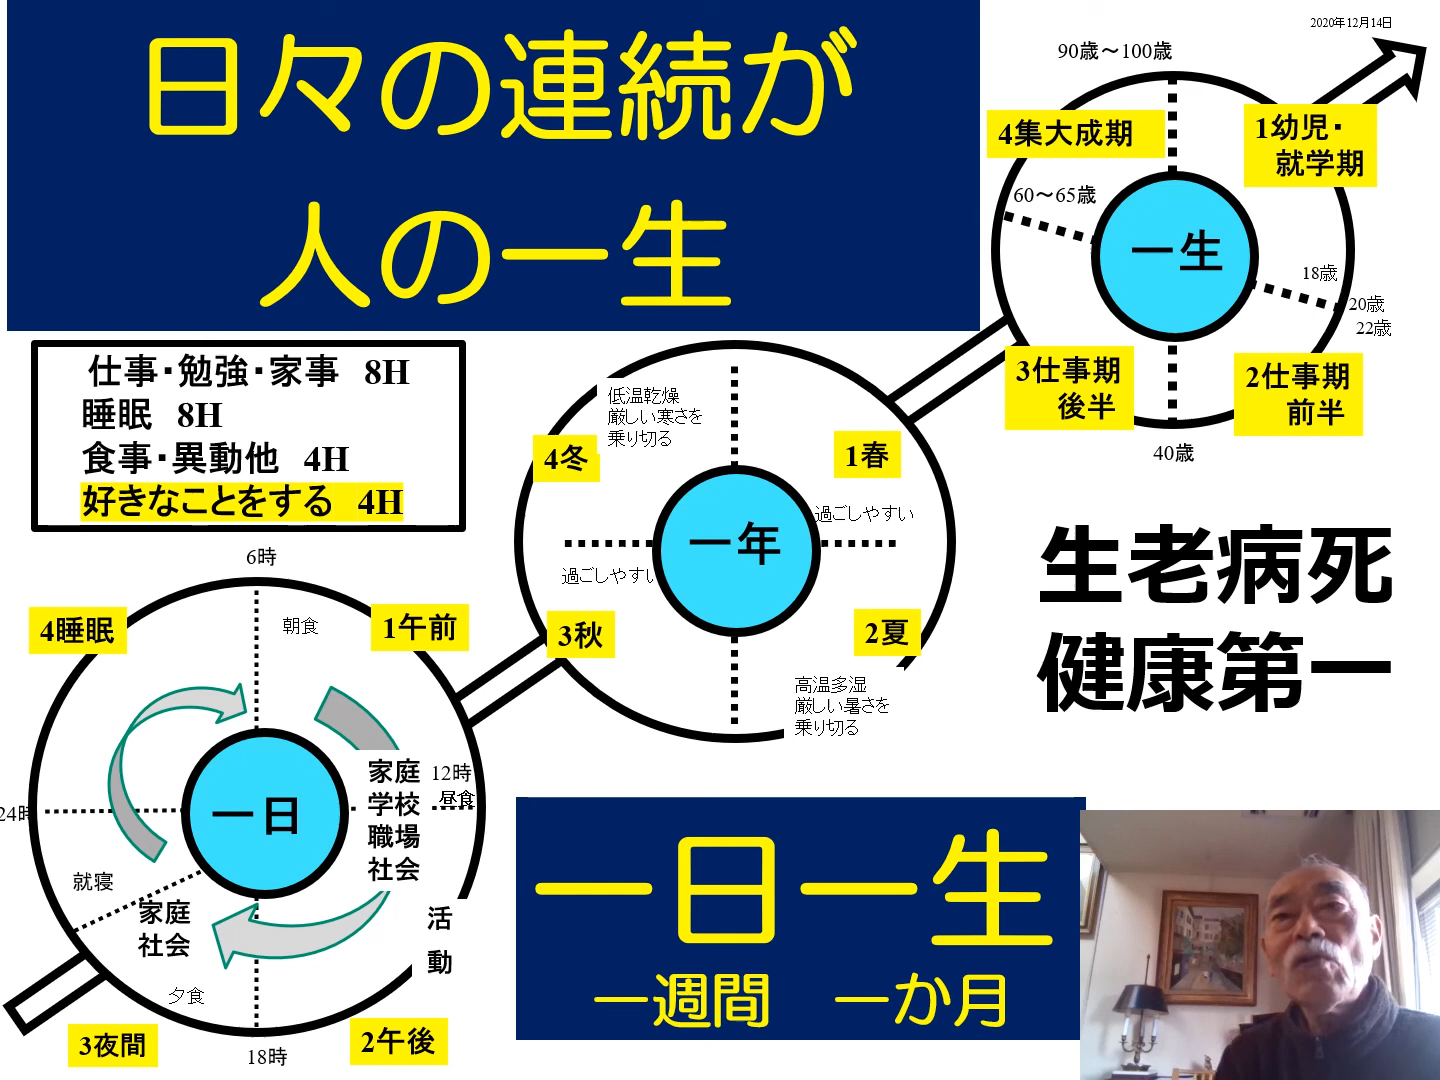 2020年12月14日
日々の連続が
人の一生
90歳～100歳
4集大成期
1幼児・
就学期
60～65歳
一生
18歳
20歳
22歳
3仕事期
後半
2仕事期
前半
40歳
仕事・勉強・家事 8H
睡眠 8H
食事・異動他 4H
好きなことをする 4H
低温乾燥
厳しい寒さを
乗り切る
4冬
1春
過ごしやすい
一年
過ごしやすい
3秋
2夏
高温多湿
厳しい暑さを
乗り切る
生老病死
健康第一
6時
4睡眠
朝食
1午前
家庭
学校
職場
社会
12時
昼食
24時
一日
就寝
家庭
社会
活
動
夕食
3夜間
18時
2午後
一日一生
一週間 一か月